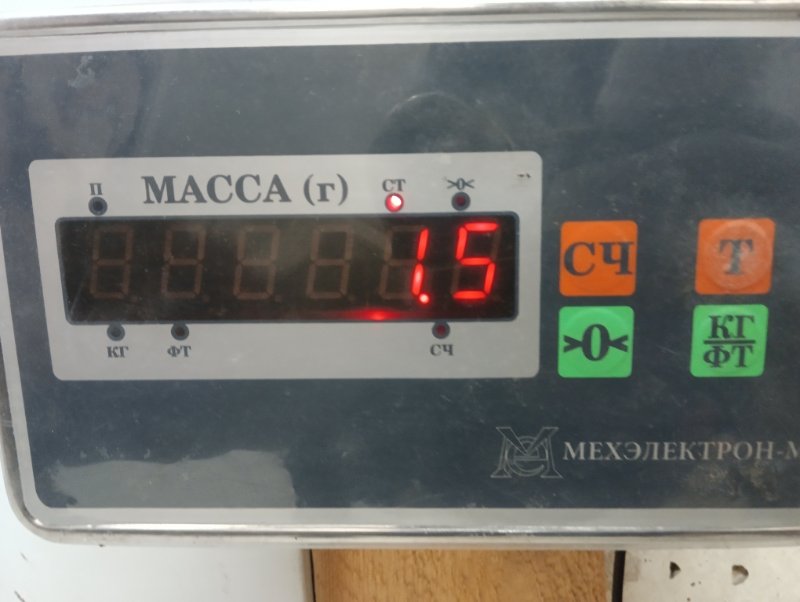 П МАССА (г) СТ >0<
1.5
КГ ФТ СЧ
СЧ Т
>0< КГ
ФТ
МЕХЭЛЕКТРОН-М